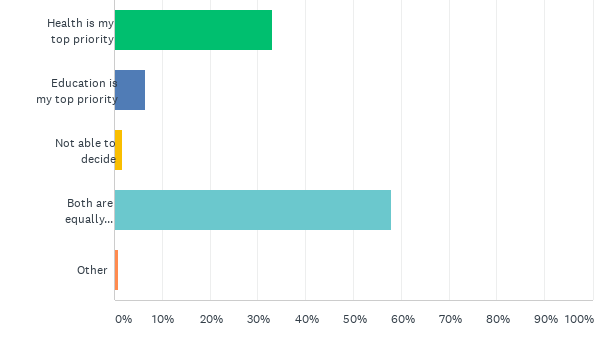 Health is my
top priority
Education is
my top priority
Not able to
decide
Both are
equally...
Other
0% 10% 20% 30% 40% 50% 60% 70% 80% 90% 100%